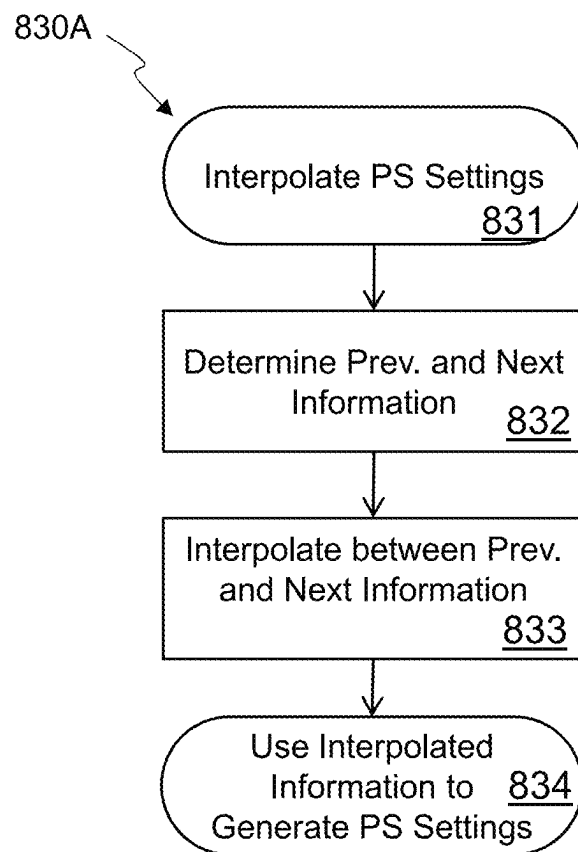 830A
Interpolate PS Settings
831
Determine Prev. and Next
Information
832
Interpolate between Prev.
and Next Information
833
Use Interpolated
Information to
834
Generate PS Settings